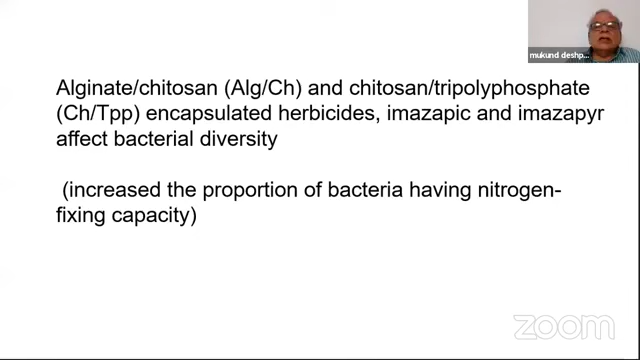 mukund deshp...
Alginate/chitosan (Alg/Ch) and chitosan/tripolyphosphate
(Ch/Tpp) encapsulated herbicides, imazapic and imazapyr
affect bacterial diversity
(increased the proportion of bacteria having nitrogen-
fixing capacity)
zoom